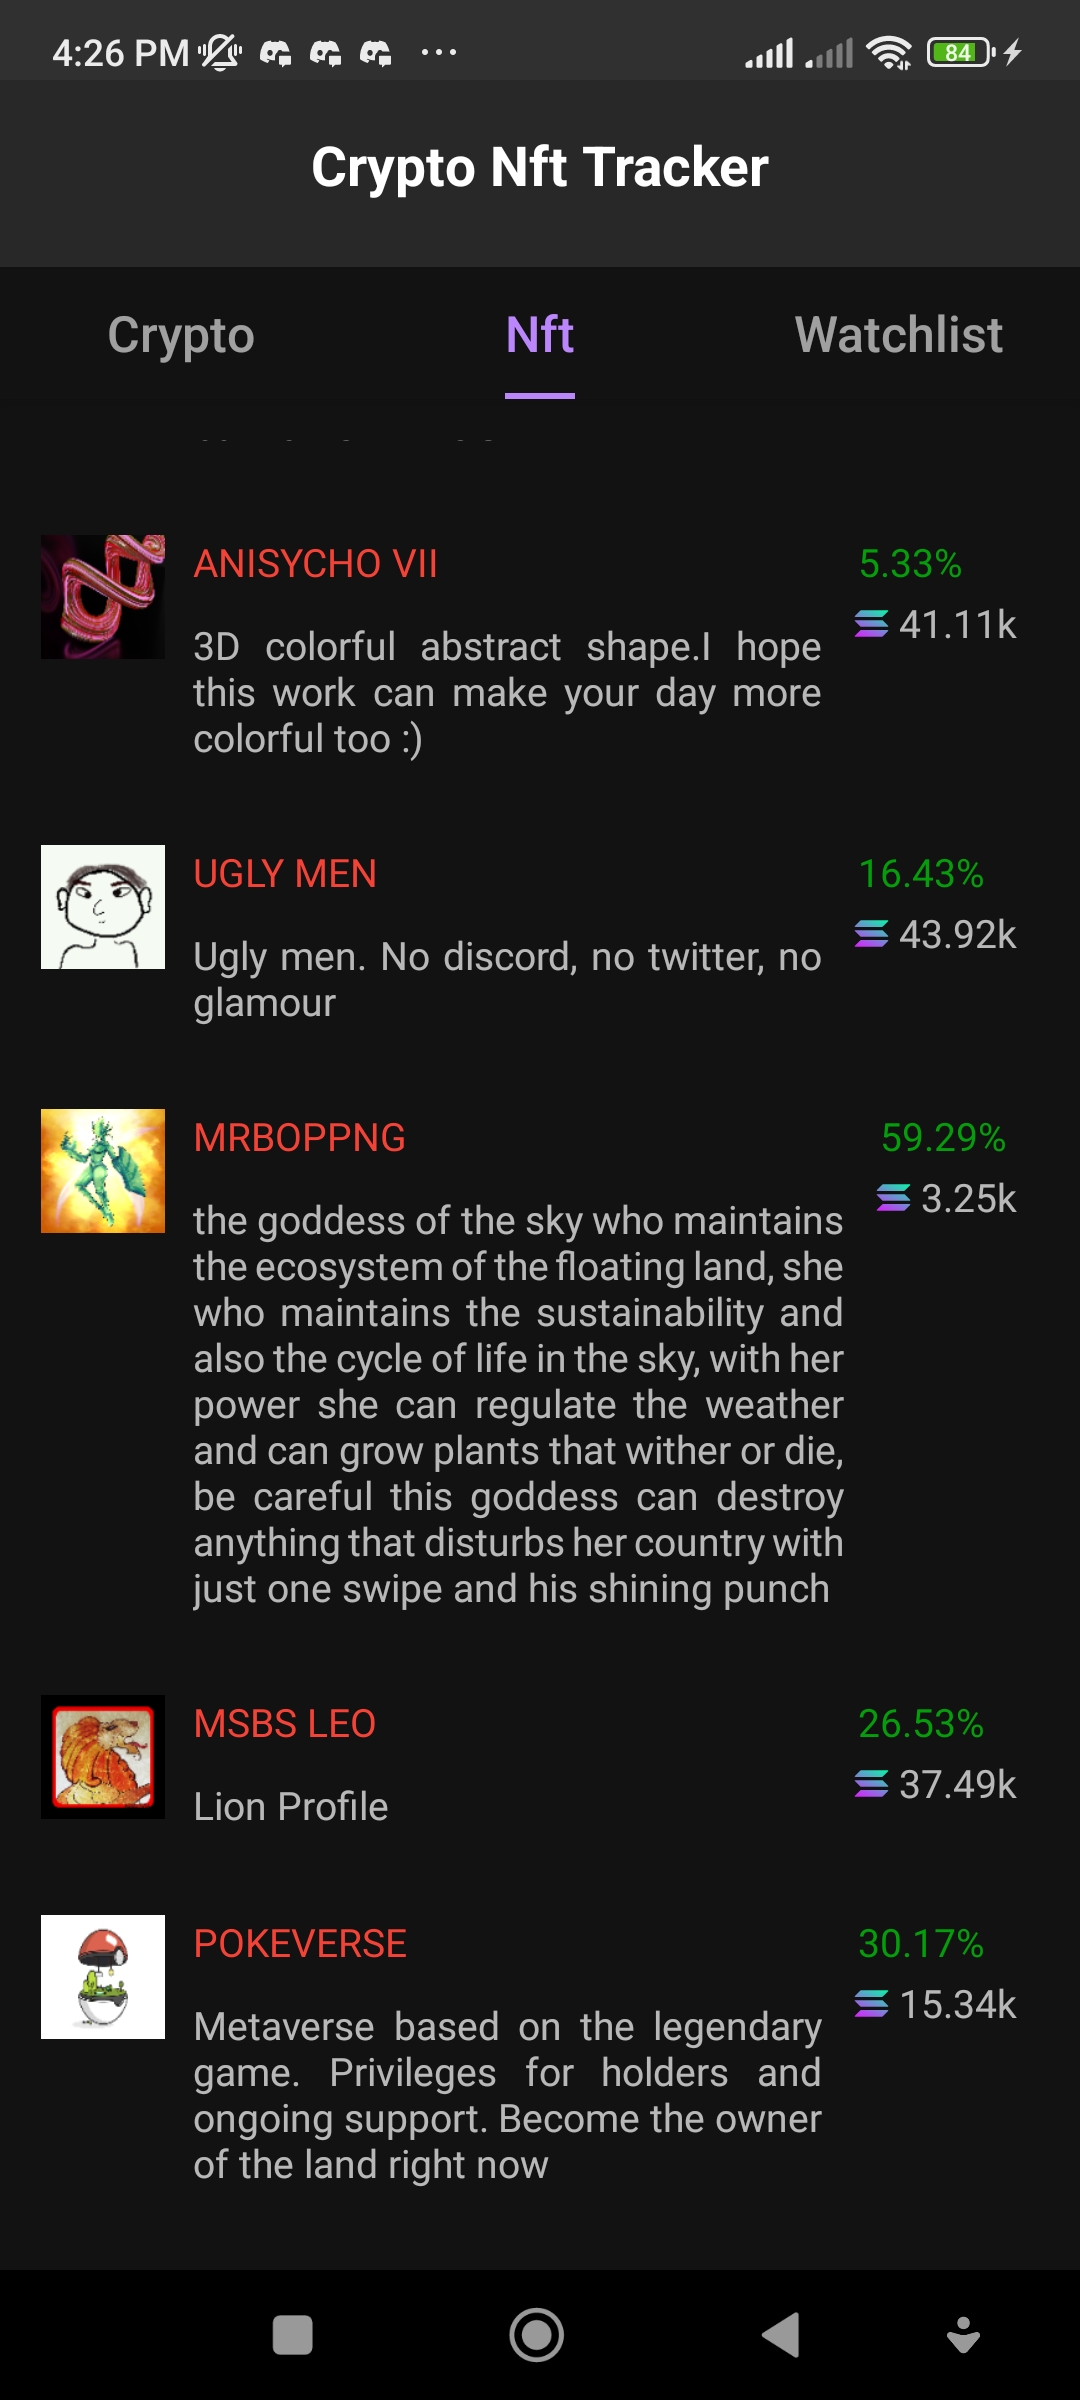 4:26 PM
84
Crypto Nft Tracker
Crypto
Nft
Watchlist
ANISYCHO VII
5.33%
41.11k
3D colorful abstract shape.I hope
this work can make your day more
colorful too :)
UGLY MEN
16.43%
43.92k
Ugly men. No discord, no twitter, no
glamour
MRBOPPNG
59.29%
3.25k
the goddess of the sky who maintains
the ecosystem of the floating land, she
who maintains the sustainability and
also the cycle of life in the sky, with her
power she can regulate the weather
and can grow plants that wither or die,
be careful this goddess can destroy
anything that disturbs her country with
just one swipe and his shining punch
MSBS LEO
26.53%
37.49k
Lion Profile
POKEVERSE
30.17%
15.34k
Metaverse based on the legendary
game. Privileges for holders and
ongoing support. Become the owner
of the land right now